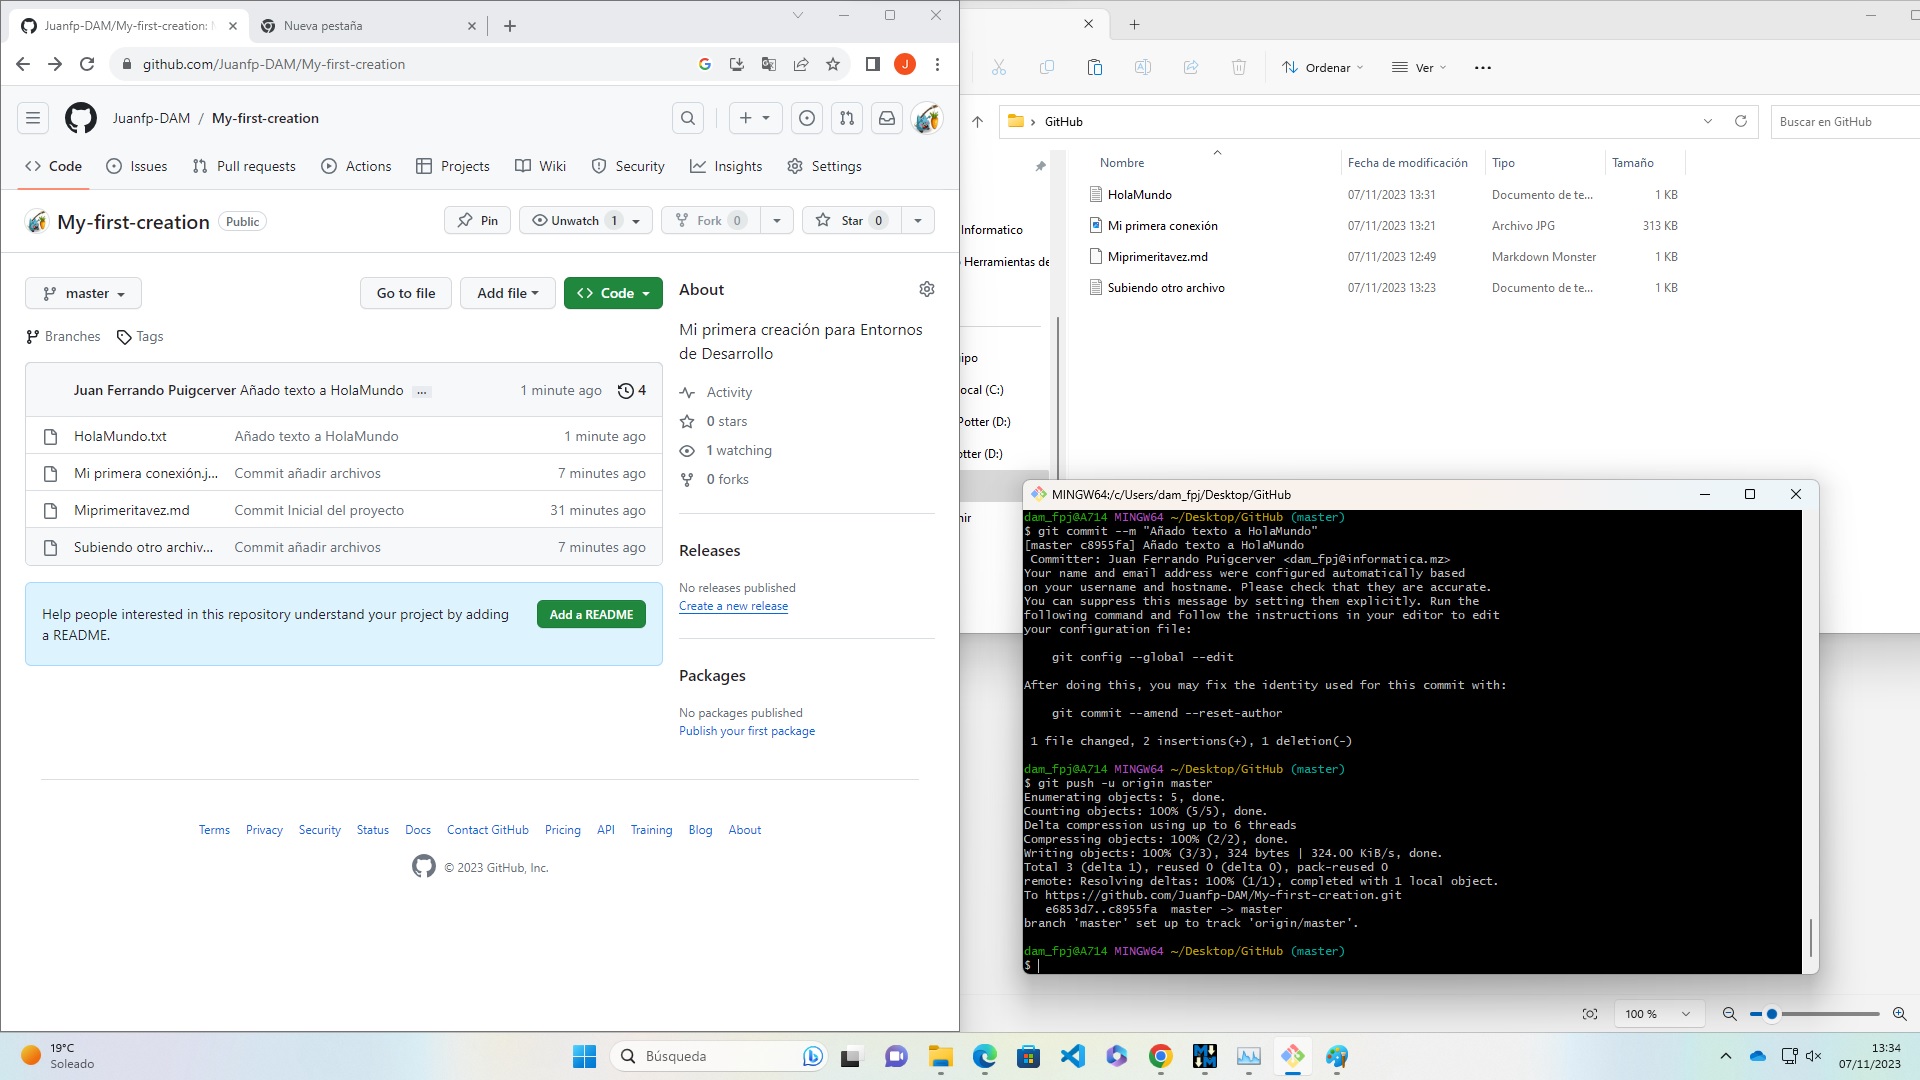 Juanfp-DAM/My-first-creation:
Nueva pestaña
github.com/Juanfp-DAM/My-first-creation
J
Juanfp-DAM / My-first-creation
Code
Issues
Pull requests
Actions
Projects
Wiki
Security
Insights
Settings
My-first-creation
Public
Pin
Unwatch 1
Fork 0
Star 0
master
Go to file
Add file
Code
Branches
Tags
Juan Ferrando Puigcerver Añado texto a HolaMundo ...
1 minute ago
4
HolaMundo.txt Añado texto a HolaMundo 1 minute ago
Mi primera conexión.j... Commit añadir archivos 7 minutes ago
Miprimeritavez.md Commit Inicial del proyecto 31 minutes ago
Subiendo otro archiv... Commit añadir archivos 7 minutes ago
Help people interested in this repository understand your project by adding
a README.
Add a README
About
Mi primera creación para Entornos
de Desarrollo
Activity
0 stars
1 watching
0 forks
Releases
No releases published
Create a new release
Packages
No packages published
Publish your first package
Terms Privacy Security Status Docs Contact GitHub Pricing API Training Blog About
© 2023 GitHub, Inc.
Ordenar
Ver
GitHub
Buscar en GitHub
Nombre Fecha de modificación Tipo Tamaño
HolaMundo 07/11/2023 13:31 Documento de te... 1 KB
Mi primera conexión 07/11/2023 13:21 Archivo JPG 313 KB
Miprimeritavez.md 07/11/2023 12:49 Markdown Monster 1 KB
Subiendo otro archivo 07/11/2023 13:23 Documento de te... 1 KB
Informatico
Herramientas de
ipo
ocal (C:)
Potter (D:)
otter (D:)
MINGW64:/c/Users/dam_fpj/Desktop/GitHub
dam_fpj@A714 MINGW64 ~/Desktop/GitHub (master)
$ git commit --m "Añado texto a HolaMundo"
[master c8955fa] Añado texto a HolaMundo
Committer: Juan Ferrando Puigcerver <dam_fpj@informatica.mz>
Your name and email address were configured automatically based
on your username and hostname. Please check that they are accurate.
You can suppress this message by setting them explicitly. Run the
following command and follow the instructions in your editor to edit
your configuration file:
git config --global --edit
After doing this, you may fix the identity used for this commit with:
git commit --amend --reset-author
1 file changed, 2 insertions(+), 1 deletion(-)
dam_fpj@A714 MINGW64 ~/Desktop/GitHub (master)
$ git push -u origin master
Enumerating objects: 5, done.
Counting objects: 100% (5/5), done.
Delta compression using up to 6 threads
Compressing objects: 100% (2/2), done.
Writing objects: 100% (3/3), 324 bytes | 324.00 KiB/s, done.
Total 3 (delta 1), reused 0 (delta 0), pack-reused 0
remote: Resolving deltas: 100% (1/1), completed with 1 local object.
To https://github.com/Juanfp-DAM/My-first-creation.git
e6853d7..c8955fa master -> master
branch 'master' set up to track 'origin/master'.
dam_fpj@A714 MINGW64 ~/Desktop/GitHub (master)
$
100 %
19°C
Soleado
Búsqueda
13:34
07/11/2023